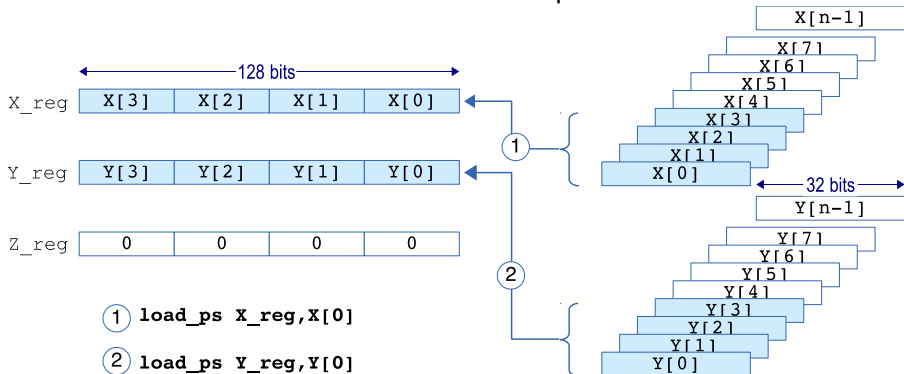 X[n-1]
X[7]
X[6]
X[5]
X[4]
X[3]
X[2]
X[1]
X[0]
128 bits
X_reg X[3] X[2] X[1] X[0]
1
Y_reg Y[3] Y[2] Y[1] Y[0]
32 bits
Y[n-1]
Y[7]
Y[6]
Y[5]
Y[4]
Y[3]
Y[2]
Y[1]
Y[0]
Z_reg 0 0 0 0
2
1 load_ps X_reg,X[0]
2 load_ps Y_reg,Y[0]